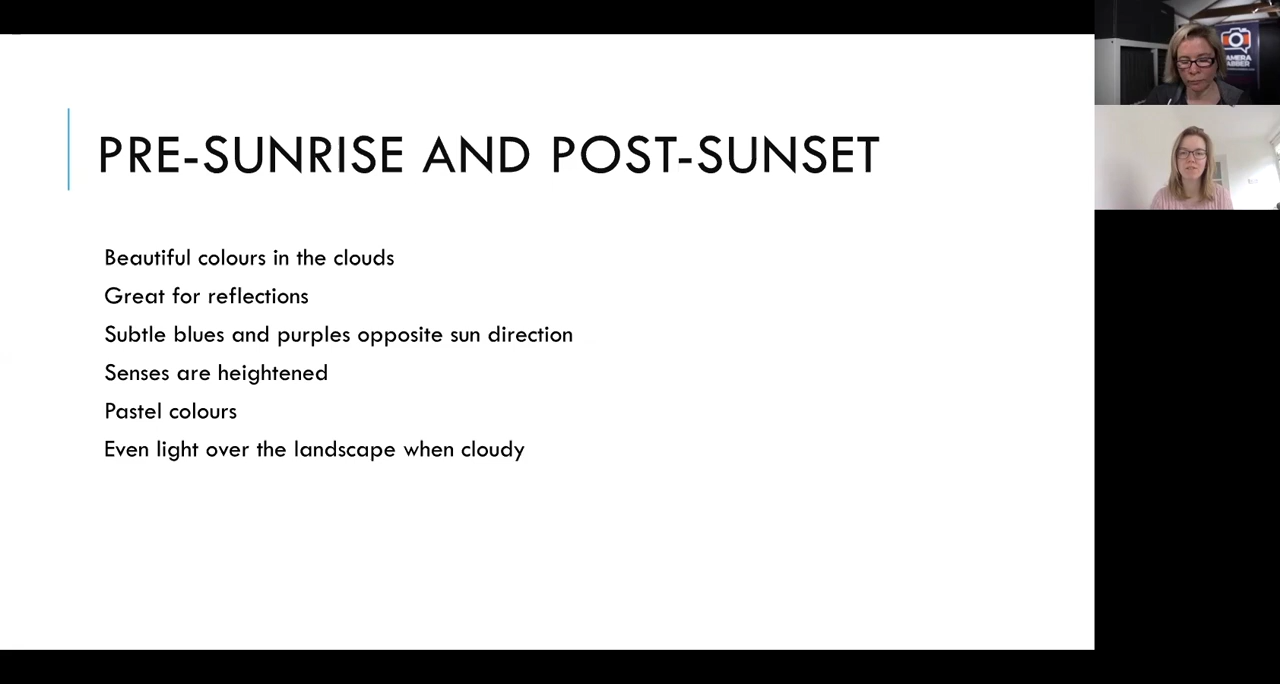 PRE-SUNRISE AND POST-SUNSET
Beautiful colours in the clouds
Great for reflections
Subtle blues and purples opposite sun direction
Senses are heightened
Pastel colours
Even light over the landscape when cloudy